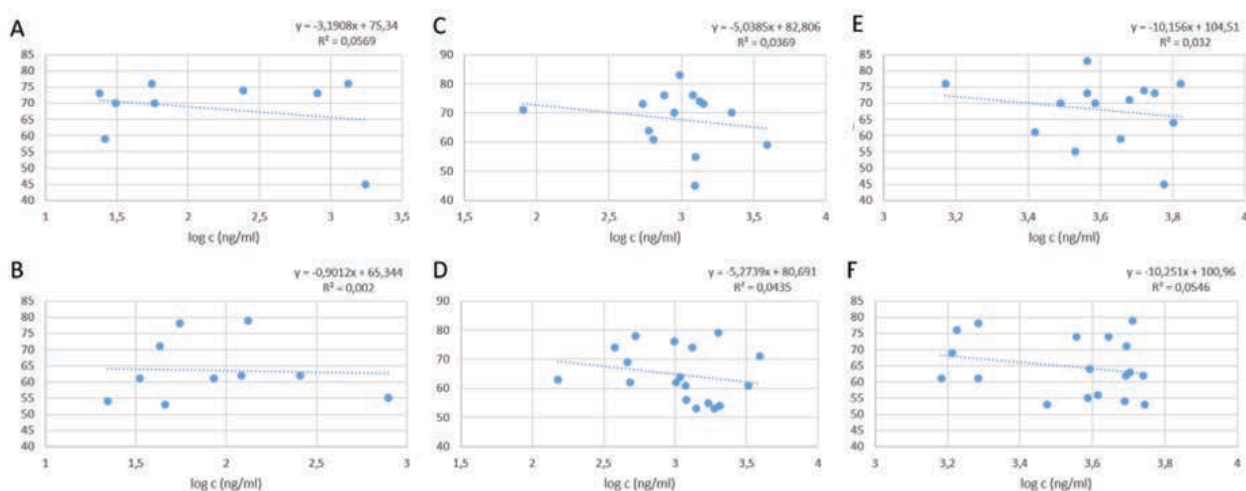 A
y = -3,1908x + 75,34
R² = 0,0569
85
80
75
70
65
60
55
50
45
40
1 1,5 2 2,5 3 3,5
log c (ng/ml)
C
y = -5,0385x + 82,806
R² = 0,0369
90
80
70
60
50
40
1,5 2 2,5 3 3,5 4
log c (ng/ml)
E
y = -10,156x + 104,51
R² = 0,032
85
80
75
70
65
60
55
50
45
40
3 3,2 3,4 3,6 3,8 4
log c (ng/ml)
B
y = -0,9012x + 65,344
R² = 0,002
85
80
75
70
65
60
55
50
45
40
1 1,5 2 2,5 3
log c (ng/ml)
D
y = -5,2739x + 80,691
R² = 0,0435
90
80
70
60
50
40
1,5 2 2,5 3 3,5 4
log c (ng/ml)
F
y = -10,251x + 100,96
R² = 0,0546
85
80
75
70
65
60
55
50
45
40
3 3,2 3,4 3,6 3,8 4
log c (ng/ml)